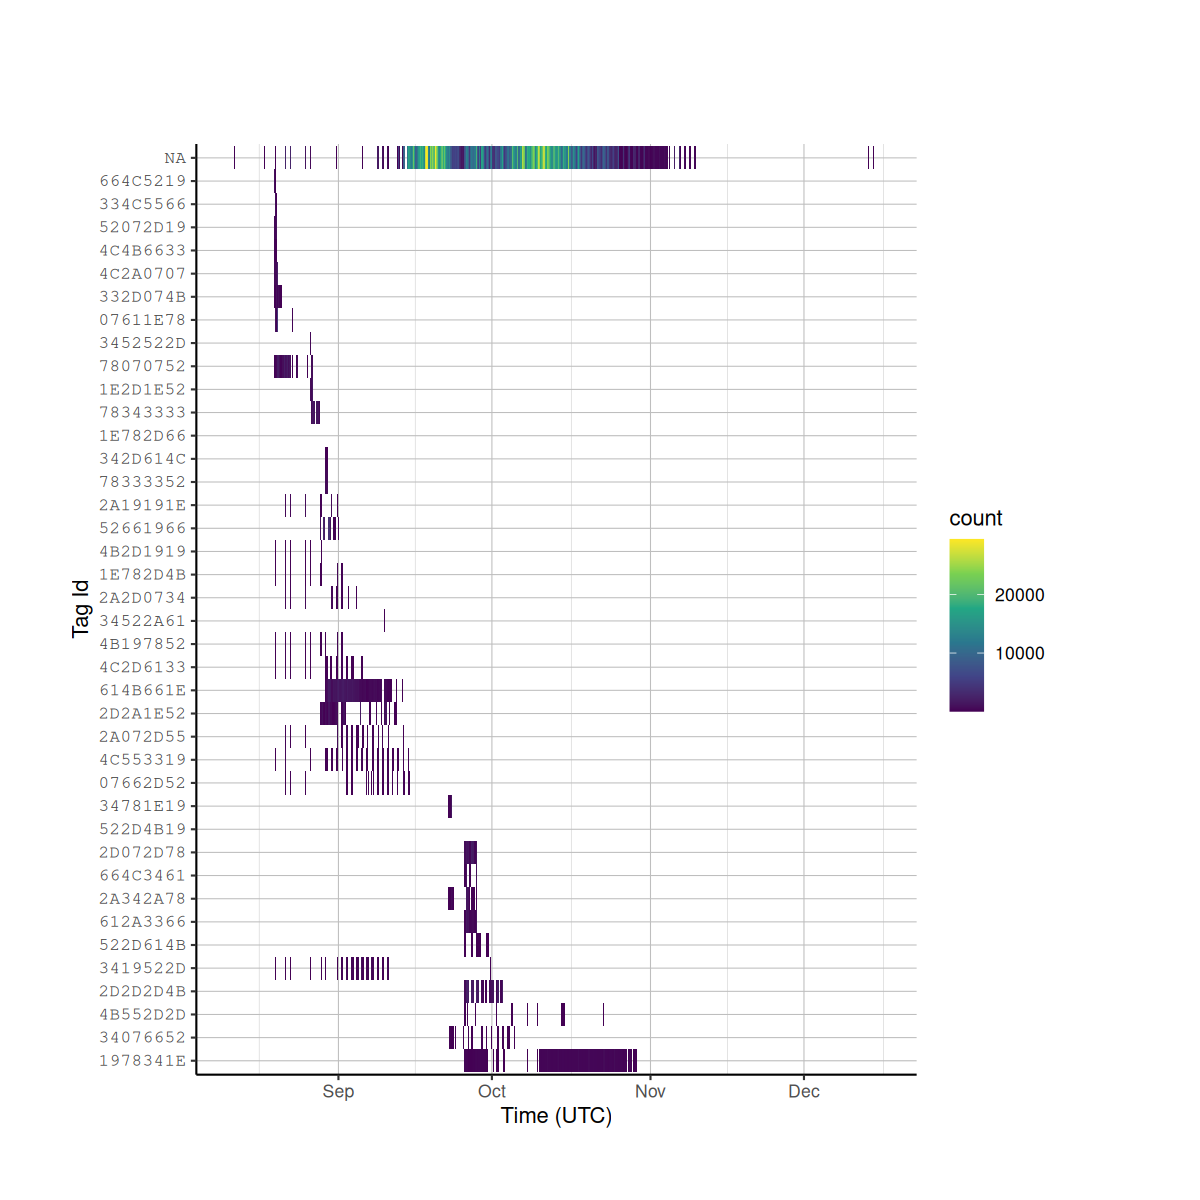 NA
664C5219
334C5566
52072D19
4C4B6633
4C2A0707
332D074B
07611E78
3452522D
78070752
1E2D1E52
78343333
1E782D66
342D614C
78333352
2A19191E
52661966
4B2D1919
1E782D4B
2A2D0734
34522A61
4B197852
4C2D6133
614B661E
2D2A1E52
2A072D55
4C553319
07662D52
34781E19
522D4B19
2D072D78
664C3461
2A342A78
612A3366
522D614B
3419522D
2D2D2D4B
4B552D2D
34076652
1978341E
Tag Id
Sep Oct Nov Dec
Time (UTC)
count
20000
10000